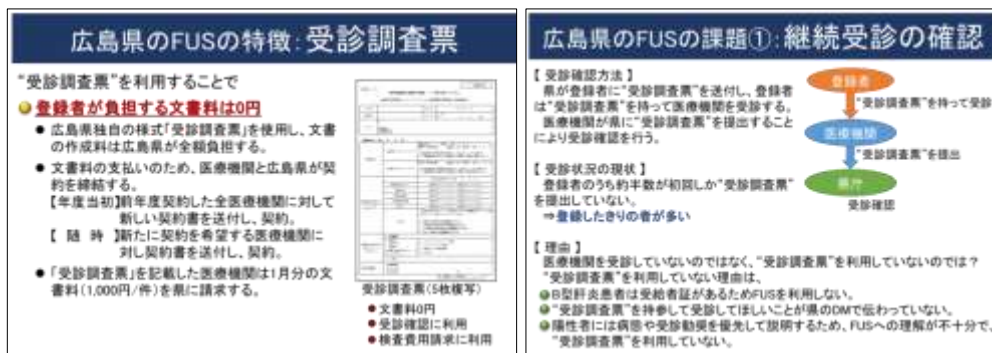 広島県のFUSの特徴：受診調査票
“受診調査票”を利用することで
登録者が負担する文書料は0円
● 広島県独自の様式「受診調査票」を使用し、文書
の作成料は広島県が全額負担する。
● 文書料の支払いのため、医療機関と広島県が契
約を締結する。
【年度当初】前年度契約した全医療機関に対して
新しい契約書を送付し、契約。
【 随 時 】新たに契約を希望する医療機関に
対し契約書を送付し、契約。
● 「受診調査票」を記載した医療機関は1月分の文
書料（1,000円/件）を県に請求する。
受診調査票（5枚複写）
● 文書料0円
● 受診確認に利用
● 検査費用請求に利用
広島県のFUSの課題①：継続受診の確認
【 受診確認方法 】
県が登録者に“受診調査票”を送付し、登録者
は“受診調査票”を持って医療機関を受診する。
医療機関が県に“受診調査票”を提出すること
により受診確認を行う。
【 受診状況の現状 】
登録者のうち約半数が初回しか“受診調査票”
を提出していない。
⇒登録したきりの者が多い
登録者
“受診調査票”を持って受診
医療機関
“受診調査票”を提出
県庁
受診確認
【 理由 】
医療機関を受診していないのではなく、“受診調査票”を利用していないのでは？
“受診調査票”を利用していない理由は、
B型肝炎患者は受給者証があるためFUSを利用しない。
“受診調査票”を持参して受診してほしいことが県のDMで伝わっていない。
陽性者には病態や受診勧奨を優先して説明するため、FUSへの理解が不十分で、
“受診調査票”を利用していない。